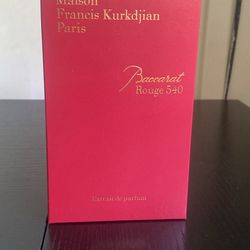 Maison
Francis Kurkdjian
Paris
Baccarat
Rouge 540
Extrait de parfum